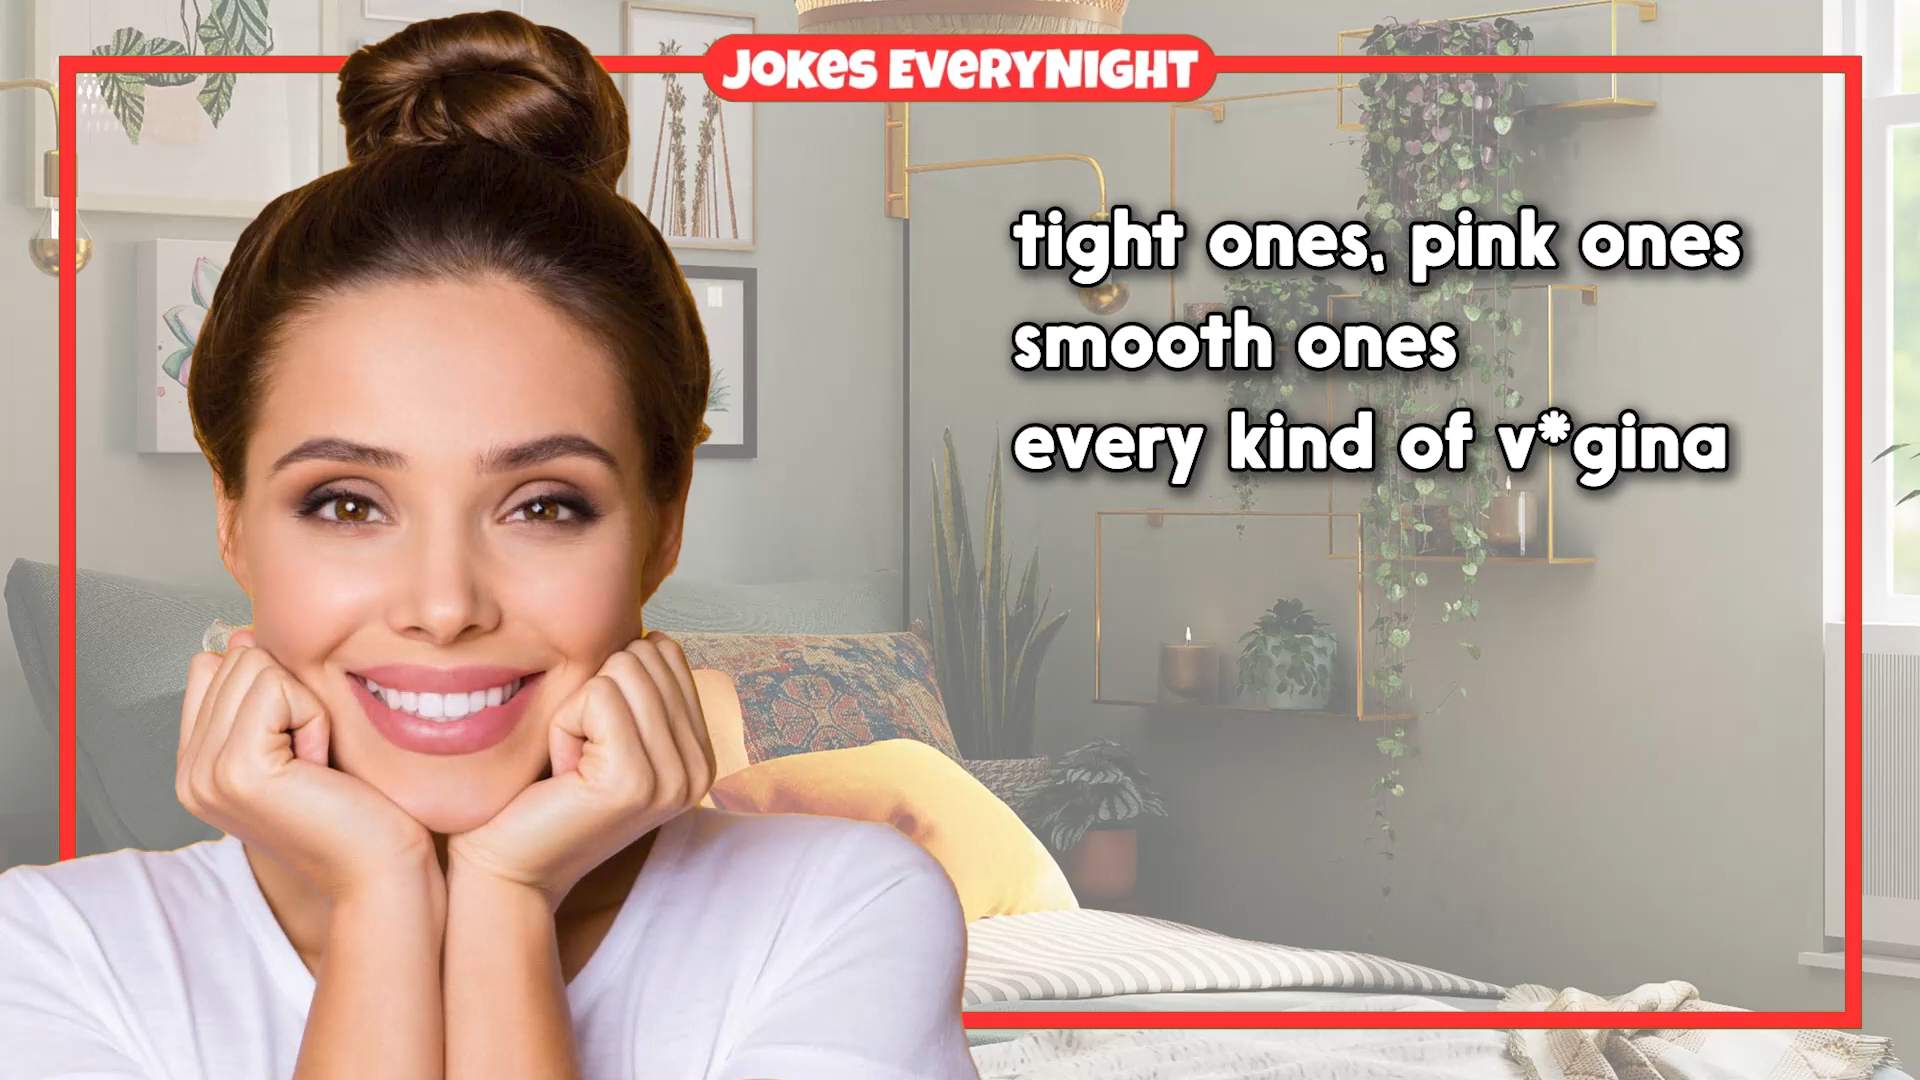 JOKES EVERYNIGHT
tight ones, pink ones
smooth ones
every kind of v*gina